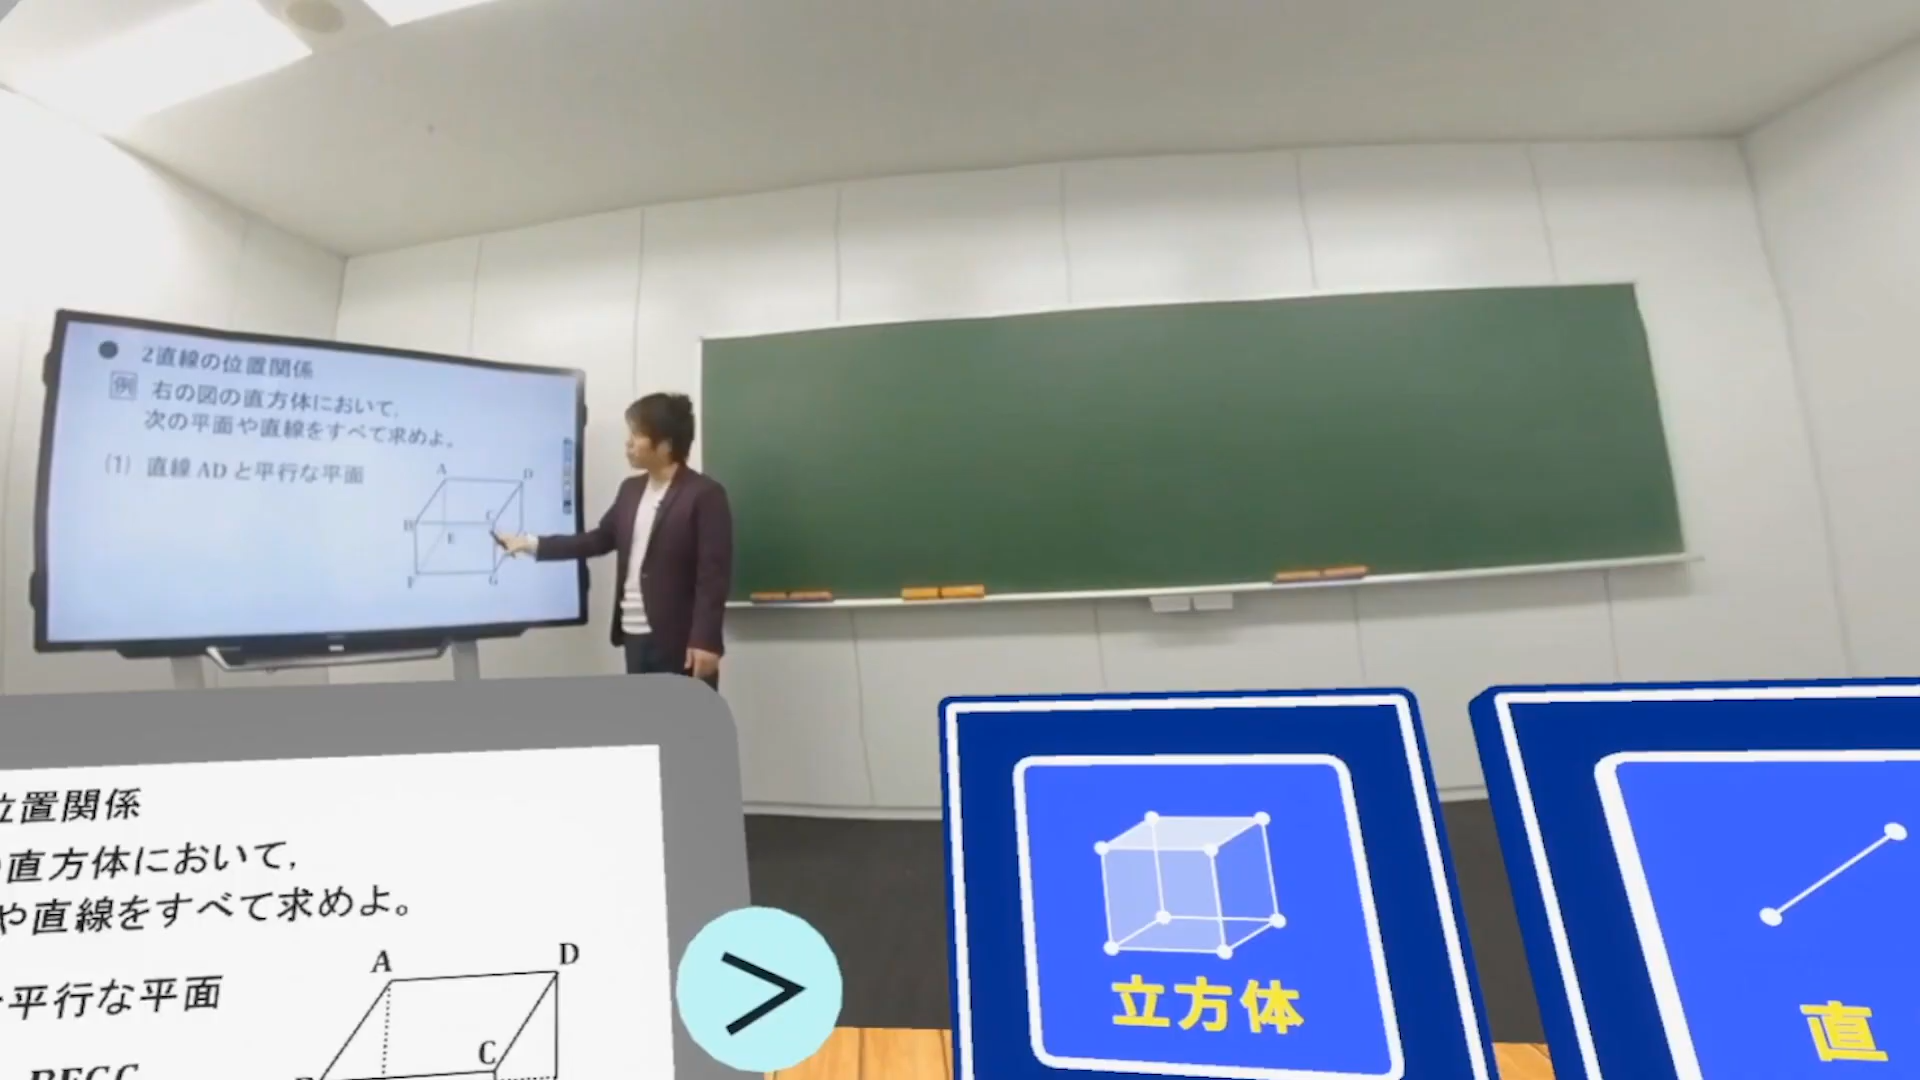 2直線の位置関係
例 右の図の直方体において,
次の平面や直線をすべて求めよ。
(1) 直線 AD と平行な平面
A D
B C
E
F G
位置関係
直方体において,
や直線をすべて求めよ。
平行な平面
A D
C
BFGC
>
立方体
直